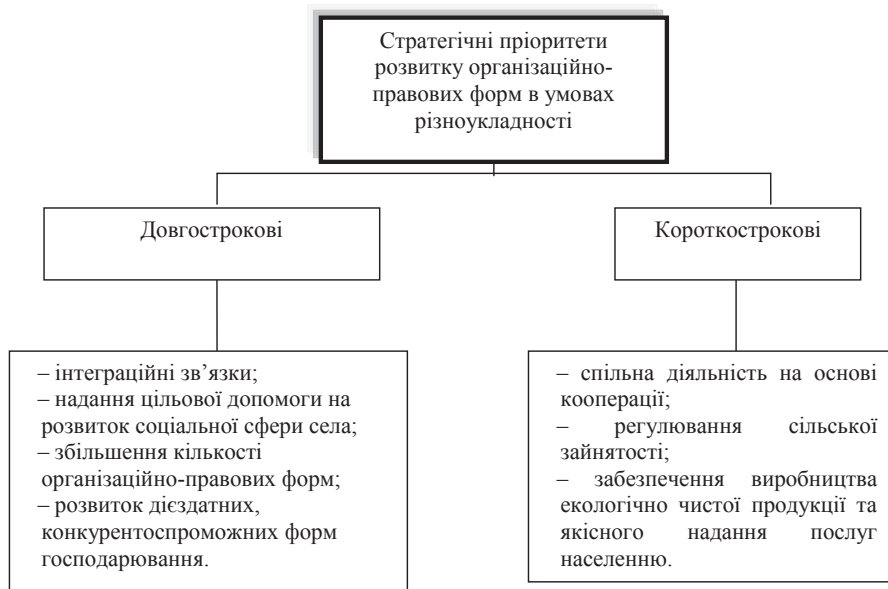 Стратегічні пріоритети
розвитку організаційно-
правових форм в умовах
різноукладності
Довгострокові
Короткострокові
– інтеграційні зв’язки;
– надання цільової допомоги на
розвиток соціальної сфери села;
– збільшення кількості
організаційно-правових форм;
– розвиток дієздатних,
конкурентоспроможних форм
господарювання.
– спільна діяльність на основі
кооперації;
– регулювання сільської
зайнятості;
– забезпечення виробництва
екологічно чистої продукції та
якісного надання послуг
населенню.